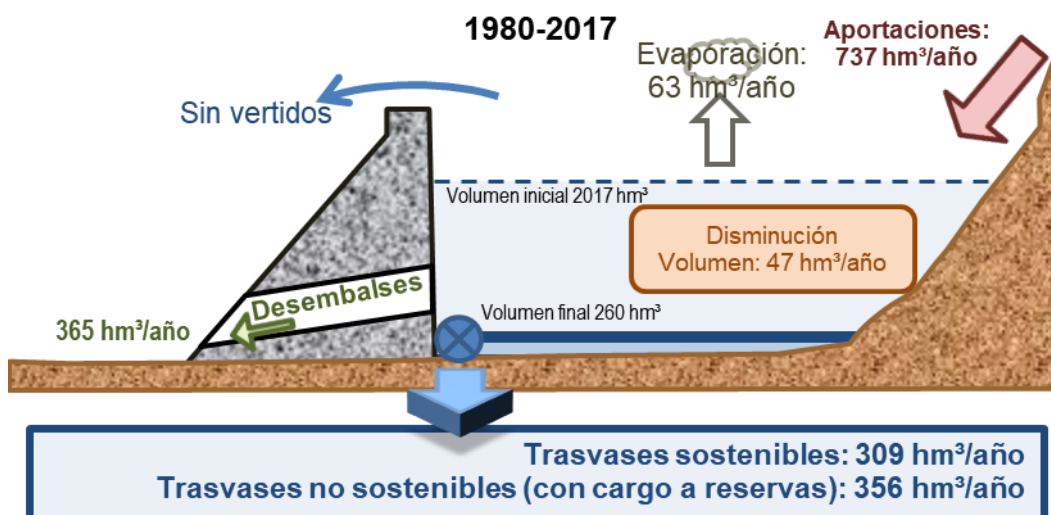 1980-2017
Aportaciones:
737 hm³/año
Evaporación:
63 hm³/año
Sin vertidos
Volumen inicial 2017 hm³
Disminución
Volumen: 47 hm³/año
Desembalses
Volumen final 260 hm³
365 hm³/año
Trasvases sostenibles: 309 hm³/año
Trasvases no sostenibles (con cargo a reservas): 356 hm³/año